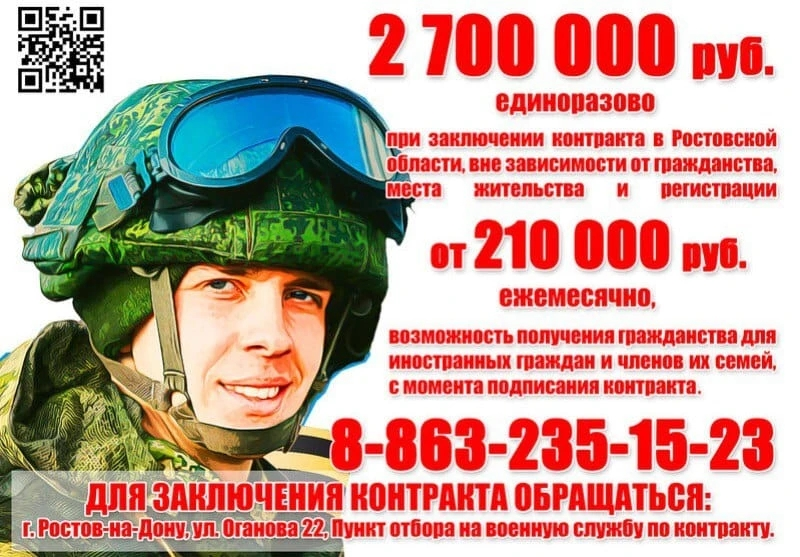 2 700 000 руб.
единоразово
при заключении контракта в Ростовской
области, вне зависимости от гражданства,
места жительства и регистрации
от 210 000 руб.
ежемесячно,
возможность получения гражданства для
иностранных граждан и членов их семей,
с момента подписания контракта.
8-863-235-15-23
ДЛЯ ЗАКЛЮЧЕНИЯ КОНТРАКТА ОБРАЩАТЬСЯ:
г. Ростов-на-Дону, ул. Оганова 22, Пункт отбора на военную службу по контракту.